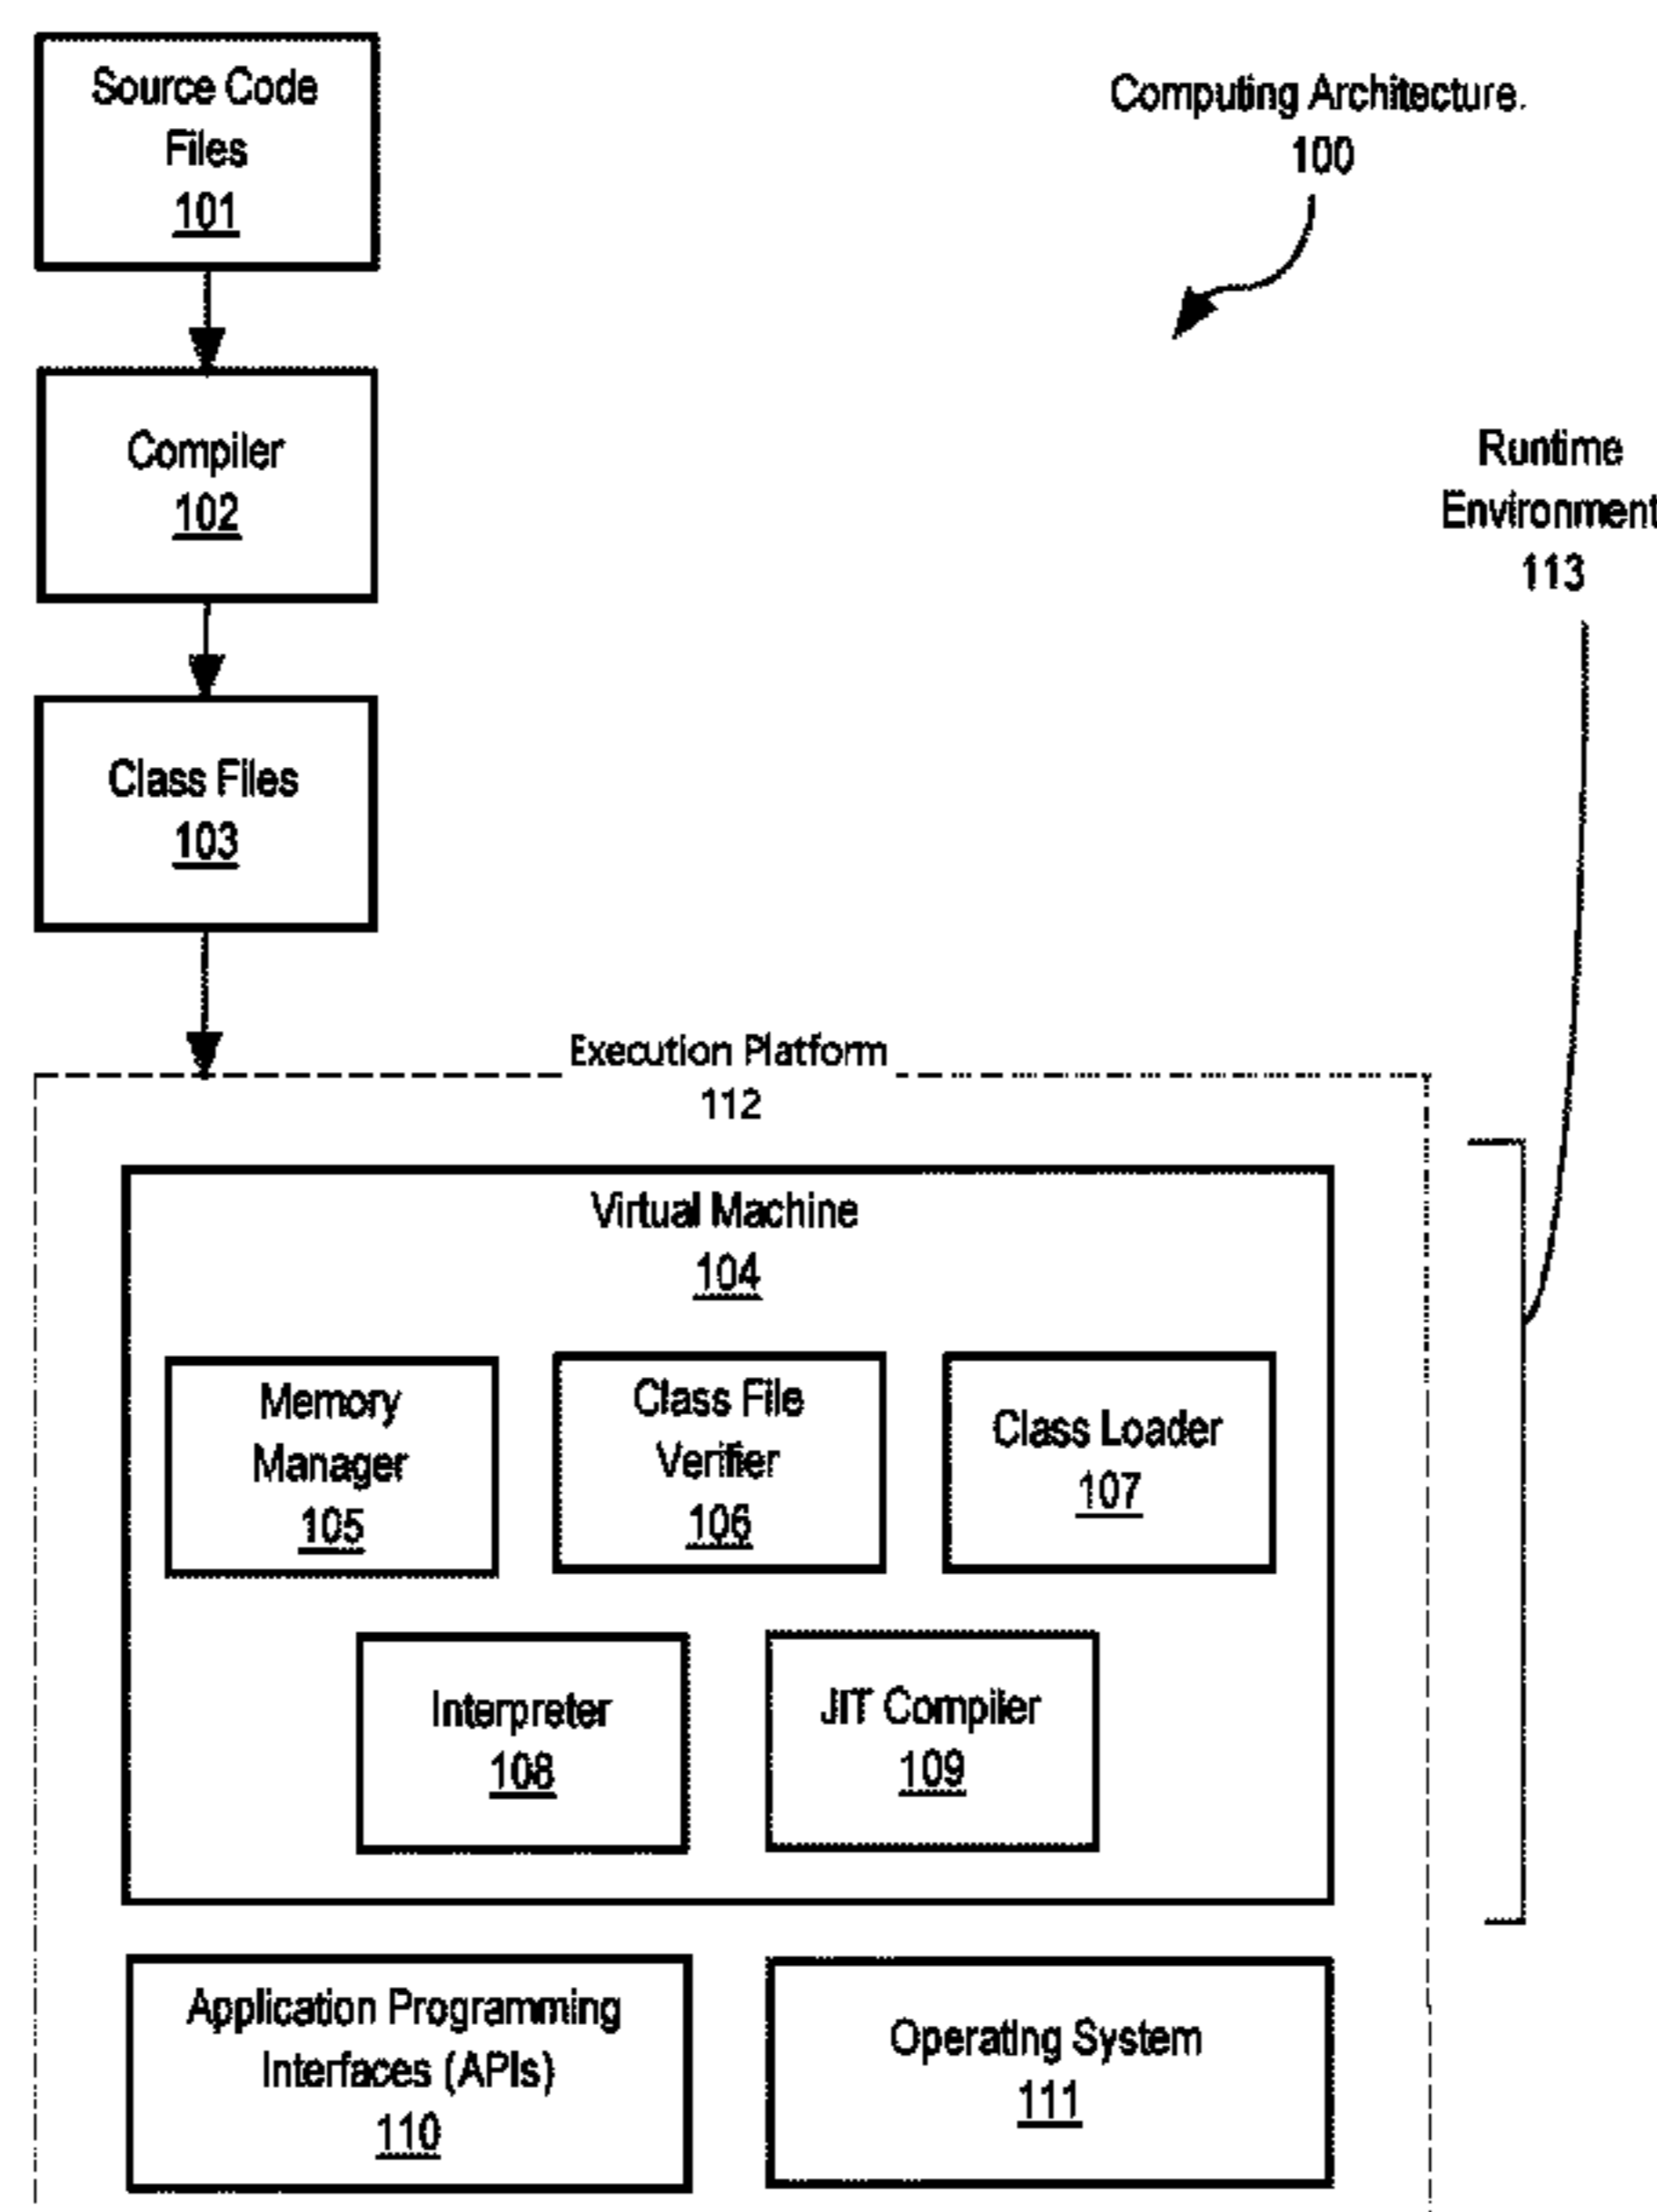 Source Code
Files
101
Computing Architecture.
100
Compiler
102
Runtime
Environment
113
Class Files
103
Execution Platform
112
Virtual Machine
104
Memory
Manager
105
Class File
Verifier
106
Class Loader
107
Interpreter
108
JIT Compiler
109
Application Programming
Interfaces (APIs)
110
Operating System
111